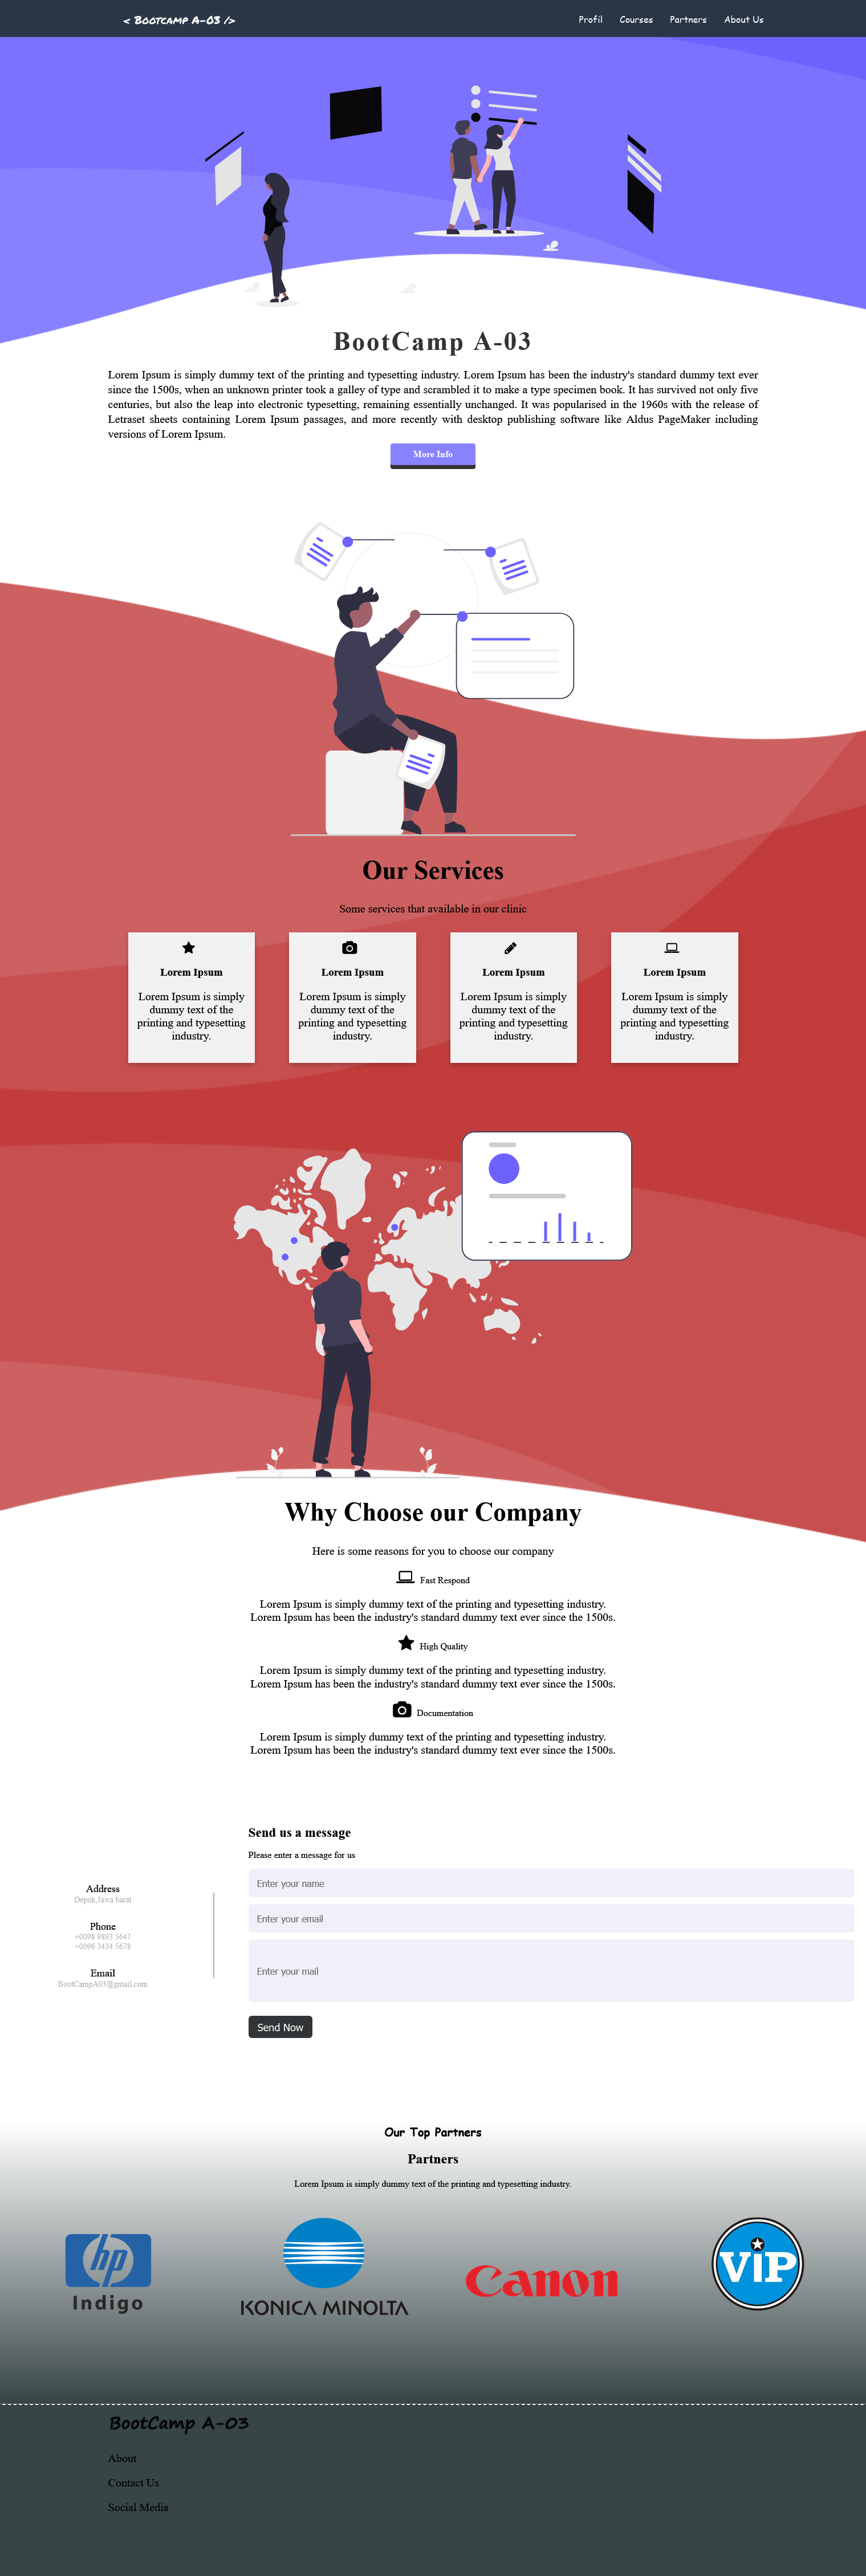 < Bootcamp A-03 />
Profil Courses Partners About Us
BootCamp A-03
Lorem Ipsum is simply dummy text of the printing and typesetting industry. Lorem Ipsum has been the industry's standard dummy text ever
since the 1500s, when an unknown printer took a galley of type and scrambled it to make a type specimen book. It has survived not only five
centuries, but also the leap into electronic typesetting, remaining essentially unchanged. It was popularised in the 1960s with the release of
Letraset sheets containing Lorem Ipsum passages, and more recently with desktop publishing software like Aldus PageMaker including
versions of Lorem Ipsum.
More Info
Our Services
Some services that available in our clinic
Lorem Ipsum
Lorem Ipsum is simply
dummy text of the
printing and typesetting
industry.
Lorem Ipsum
Lorem Ipsum is simply
dummy text of the
printing and typesetting
industry.
Lorem Ipsum
Lorem Ipsum is simply
dummy text of the
printing and typesetting
industry.
Lorem Ipsum
Lorem Ipsum is simply
dummy text of the
printing and typesetting
industry.
Why Choose our Company
Here is some reasons for you to choose our company
Fast Respond
Lorem Ipsum is simply dummy text of the printing and typesetting industry.
Lorem Ipsum has been the industry's standard dummy text ever since the 1500s.
High Quality
Lorem Ipsum is simply dummy text of the printing and typesetting industry.
Lorem Ipsum has been the industry's standard dummy text ever since the 1500s.
Documentation
Lorem Ipsum is simply dummy text of the printing and typesetting industry.
Lorem Ipsum has been the industry's standard dummy text ever since the 1500s.
Address
Depok,Jawa barat
Phone
+0098 9893 5647
+0096 3434 5678
Email
BootCampA03@gmail.com
Send us a message
Please enter a message for us
Enter your name
Enter your email
Enter your mail
Send Now
Our Top Partners
Partners
Lorem Ipsum is simply dummy text of the printing and typesetting industry.
hp
Indigo
KONICA MINOLTA
Canon
VIP
BootCamp A-03
About
Contact Us
Social Media